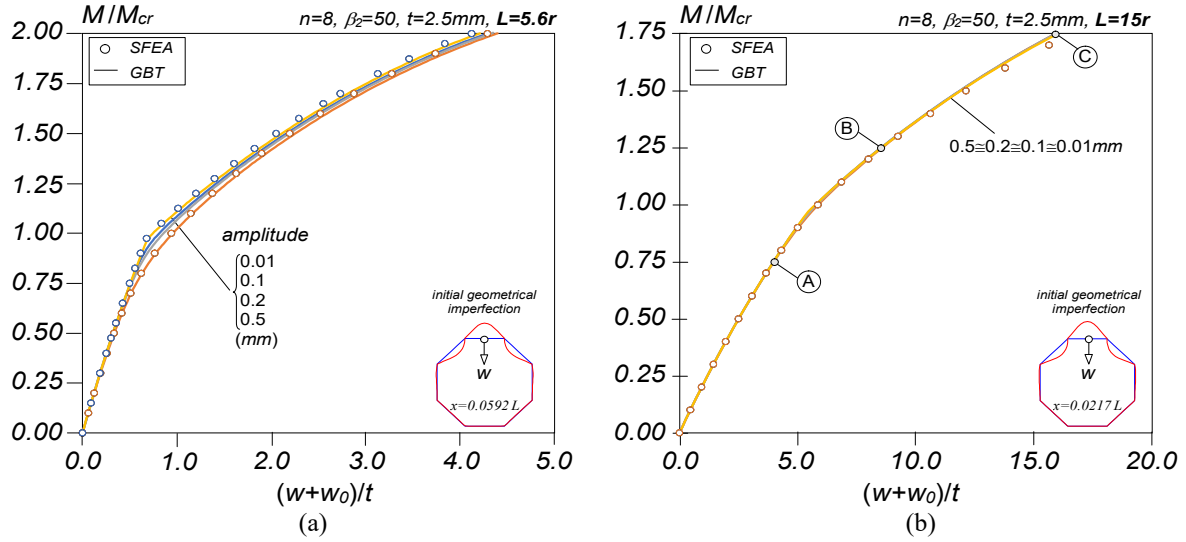 M/Mcr
n=8, β2=50, t=2.5mm, L=5.6r
2.00
1.75
1.50
1.25
1.00
0.75
0.50
0.25
0.00
SFEA
GBT
amplitude
0.01
0.1
0.2
0.5
(mm)
initial geometrical
imperfection
w
x=0.0592 L
0.0
1.0
2.0
3.0
4.0
5.0
(w+w0)/t
(a)
M/Mcr
n=8, β2=50, t=2.5mm, L=15r
1.75
1.50
1.25
1.00
0.75
0.50
0.25
0.00
SFEA
GBT
C
B
0.5≅0.2≅0.1≅0.01mm
A
initial geometrical
imperfection
w
x=0.0217 L
0.0
5.0
10.0
15.0
20.0
(w+w0)/t
(b)